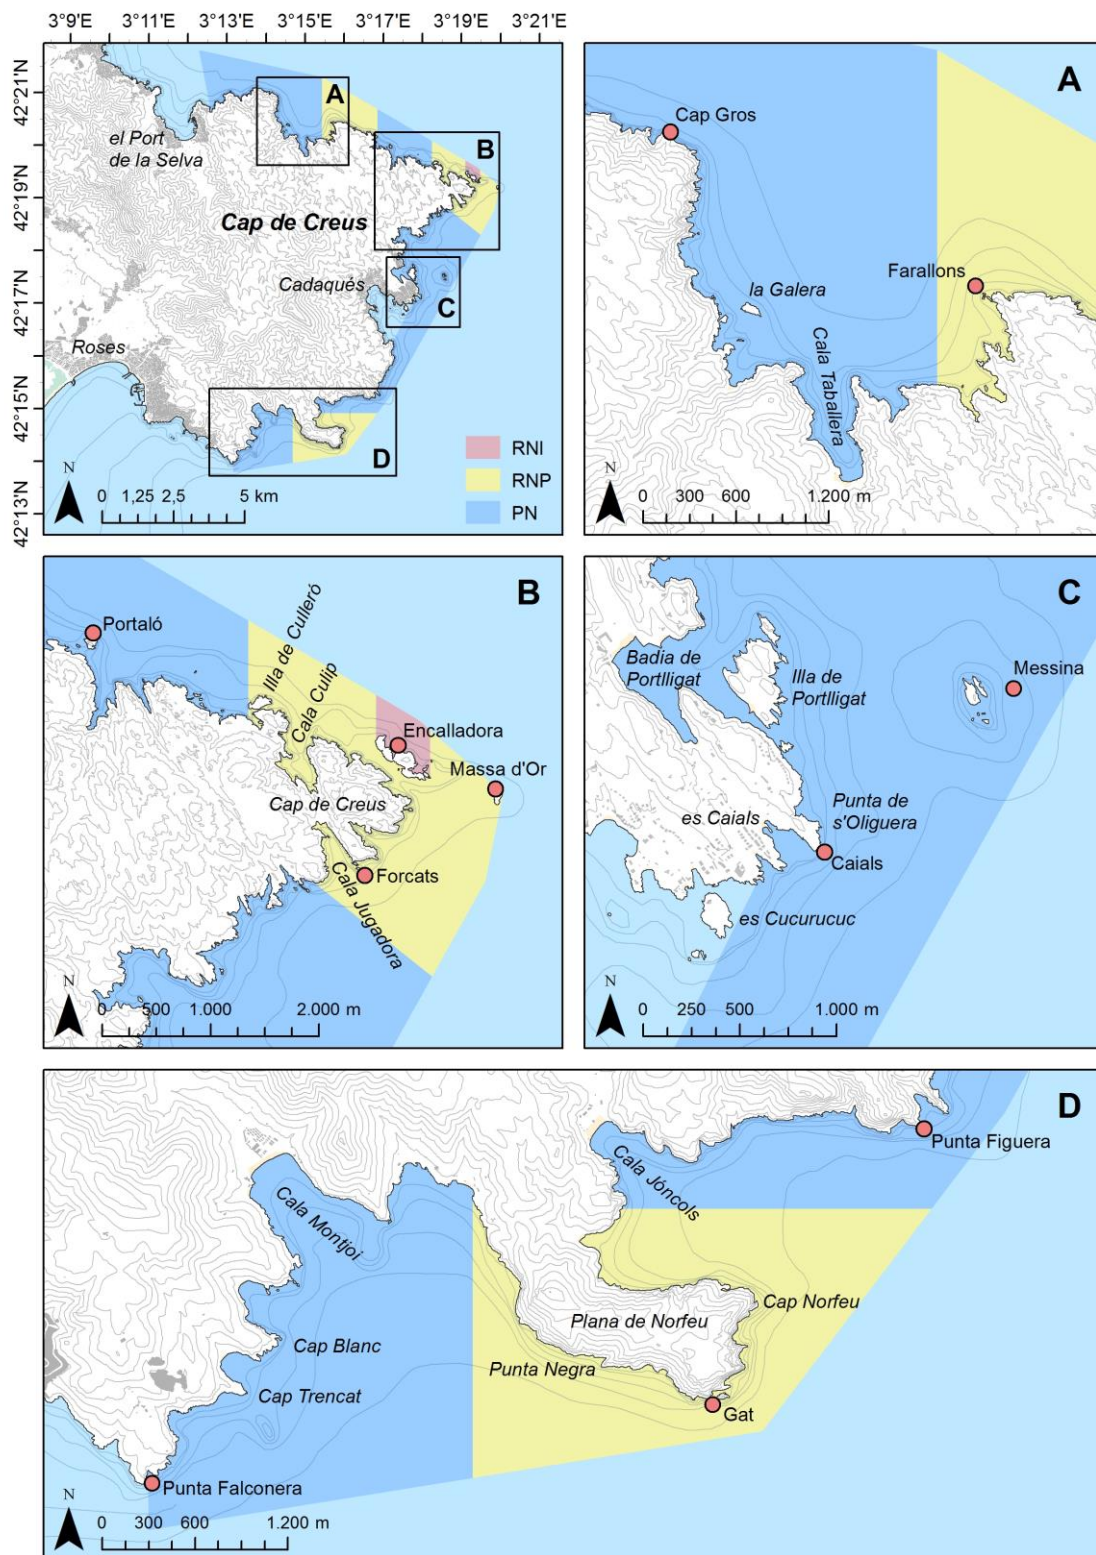 3°9'E 3°11'E 3°13'E 3°15'E 3°17'E 3°19'E 3°21'E
42°21'N
42°19'N
42°17'N
42°15'N
42°13'N
A
B
C
D
el Port
de la Selva
Cap de Creus
Cadaqués
Roses
RNI
RNP
PN
N
0 1,25 2,5 5 km
A
Cap Gros
la Galera
Farallons
Cala Taballera
N
0 300 600 1.200 m
B
Portaló
Illa de Culleró
Cala Culip
Encalladora
Massa d'Or
Cap de Creus
Forcats
Cala Jugadora
N
0 500 1.000 2.000 m
C
Badia de
Portlligat
Illa de
Portlligat
Messina
Punta de
s'Oliguera
es Caials
Caials
es Cucurucuc
N
0 250 500 1.000 m
D
Punta Figuera
Cala Jóncols
Cala Montjoi
Cap Norfeu
Plana de Norfeu
Cap Blanc
Punta Negra
Cap Trencat
Gat
Punta Falconera
N
0 300 600 1.200 m